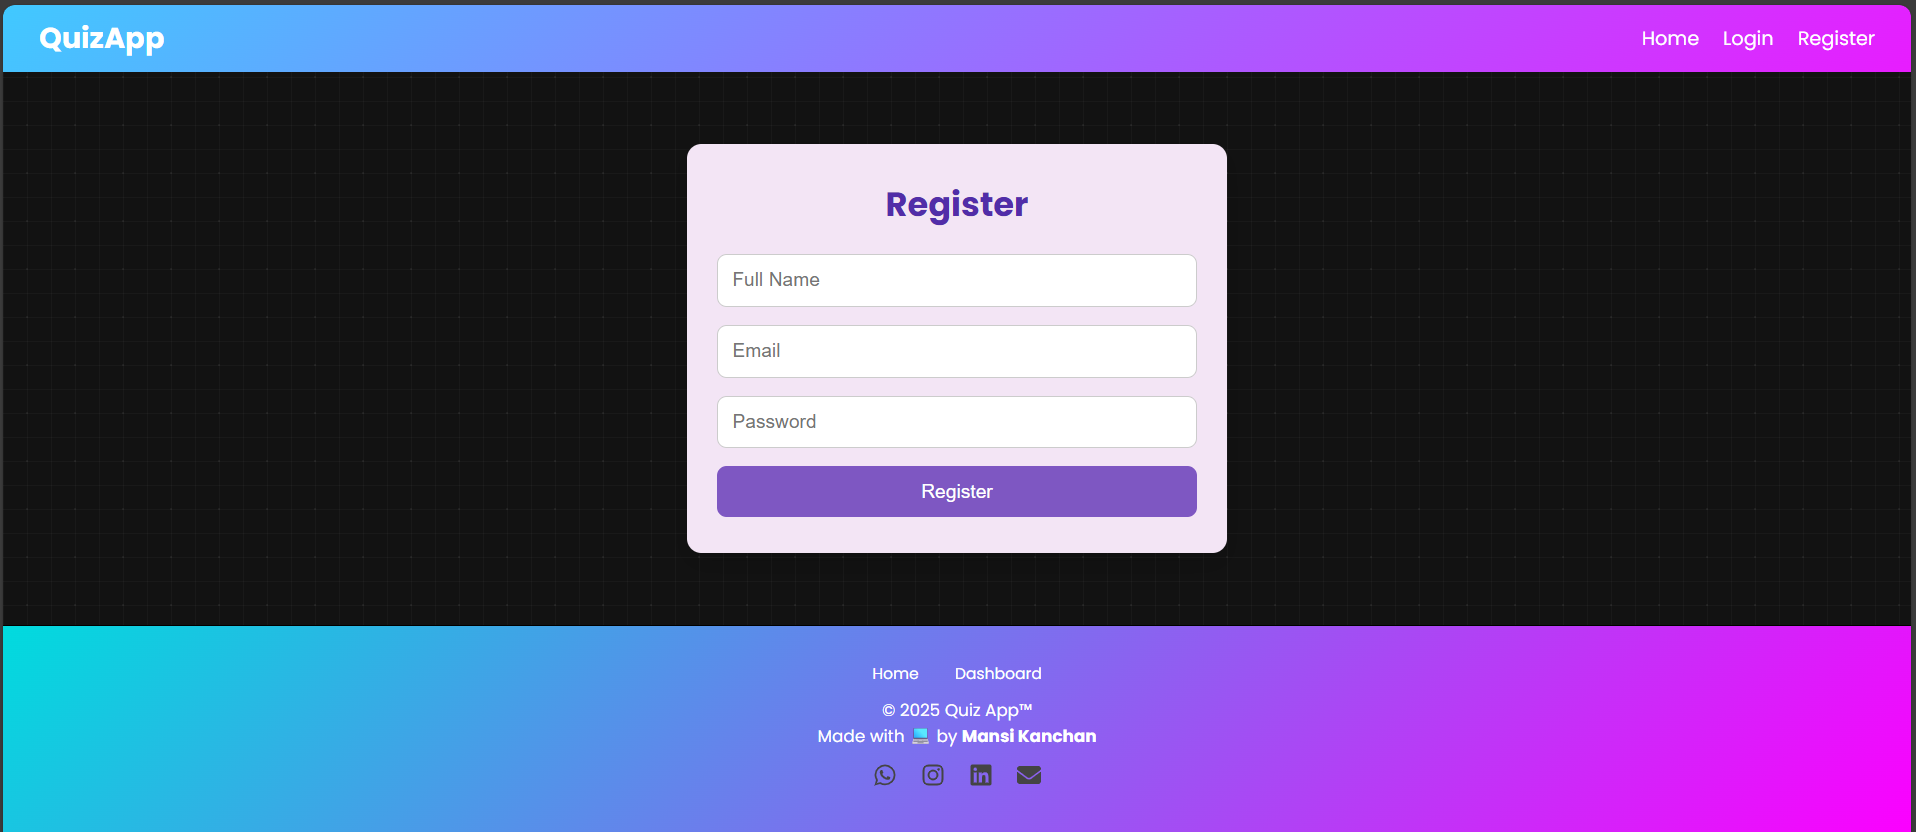 QuizApp
Home Login Register
Register
Full Name
Email
Password
Register
Home Dashboard
© 2025 Quiz App™
Made with 💻 by Mansi Kanchan